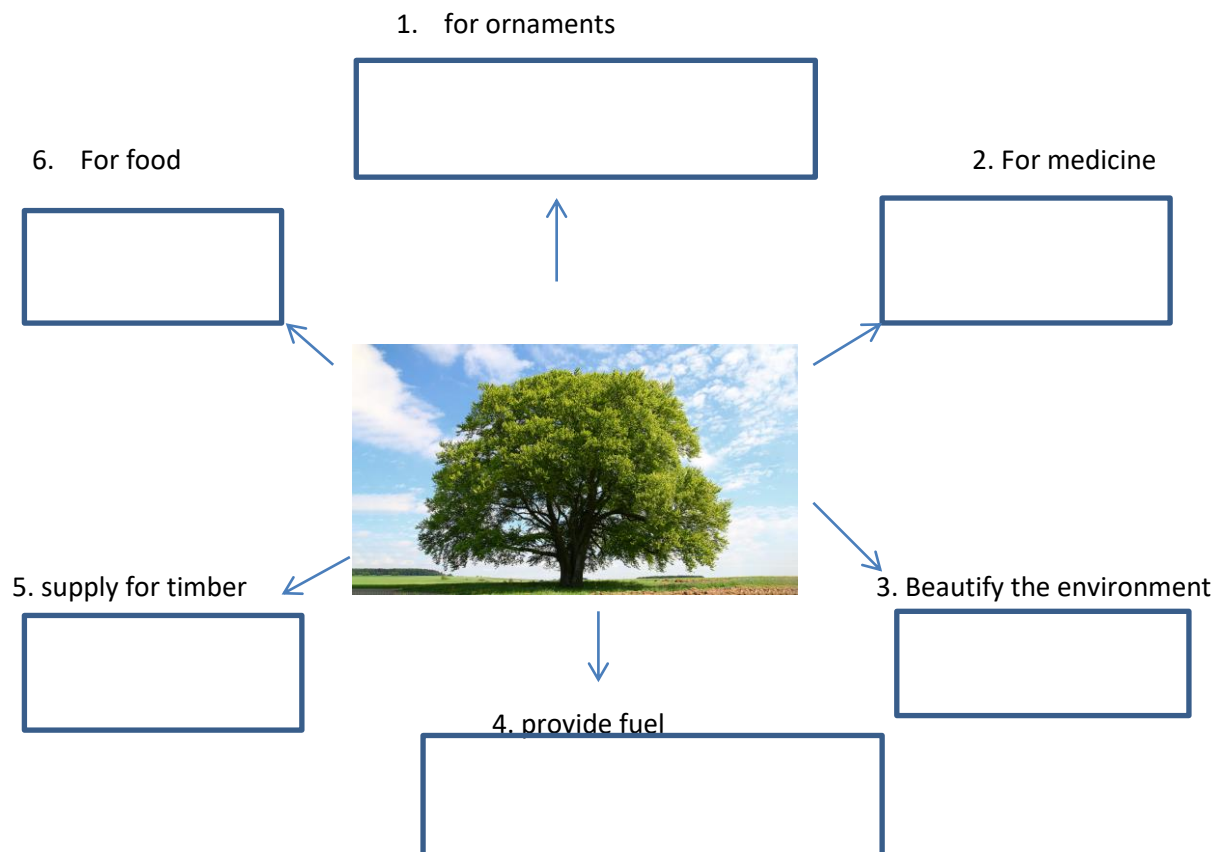 1. for ornaments
6. For food
2. For medicine
5. supply for timber
3. Beautify the environment
4. provide fuel